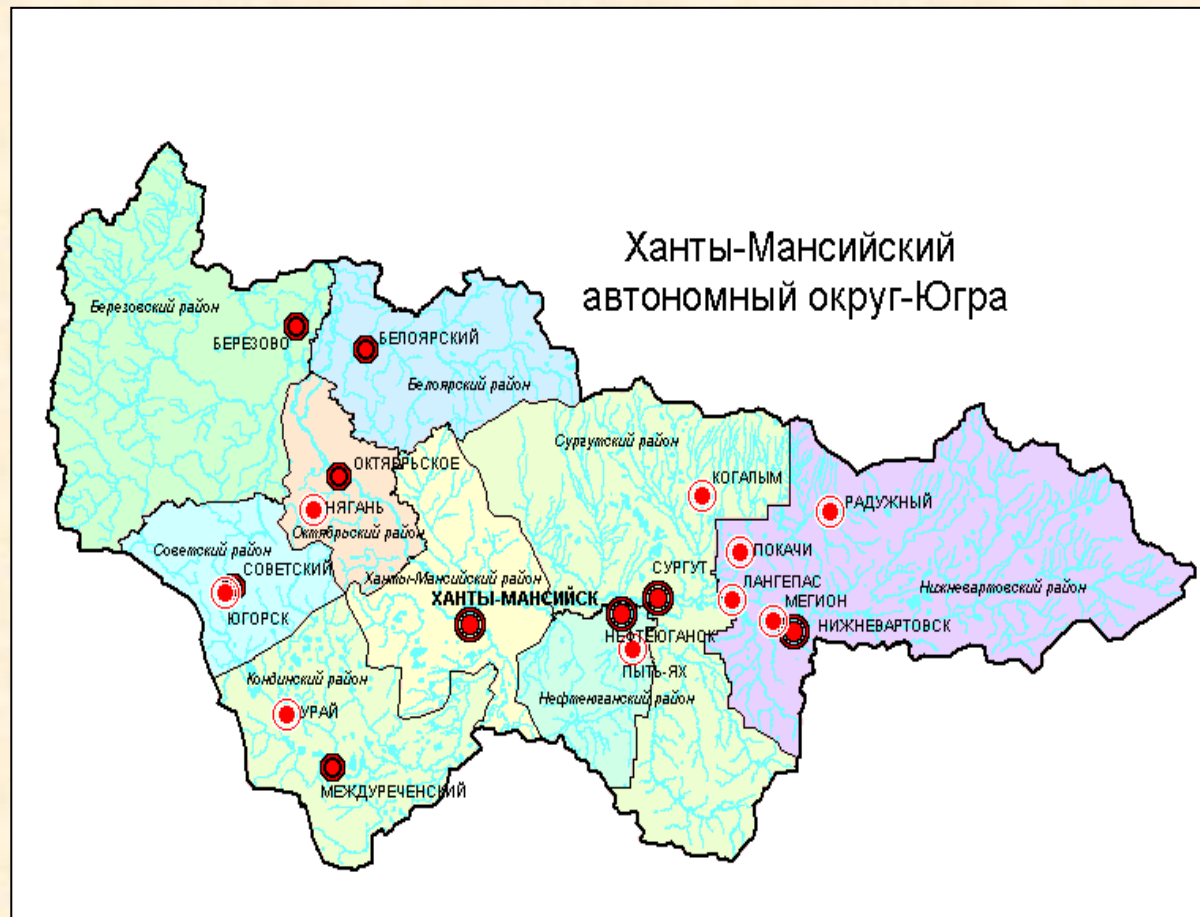 Ханты-Мансийский
автономный округ-Югра
Березовский район
БЕРЕЗОВО
БЕЛОЯРСКИЙ
Белоярский район
Сургутский район
ОКТЯБРЬСКОЕ
КОГАЛЫМ
НЯГАНЬ
РАДУЖНЫЙ
Октябрьский район
Советский район
ПОКАЧИ
СОВЕТСКИЙ
Ханты-Мансийский район
СУРГУТ
ЛАНГЕПАС
Нижневартовский район
ХАНТЫ-МАНСИЙСК
МЕГИОН
ЮГОРСК
НИЖНЕВАРТОВСК
НЕФТЕЮГАНСК
ПЫТЬ-ЯХ
Кондинский район
Нефтеюганский район
УРАЙ
МЕЖДУРЕЧЕНСКИЙ